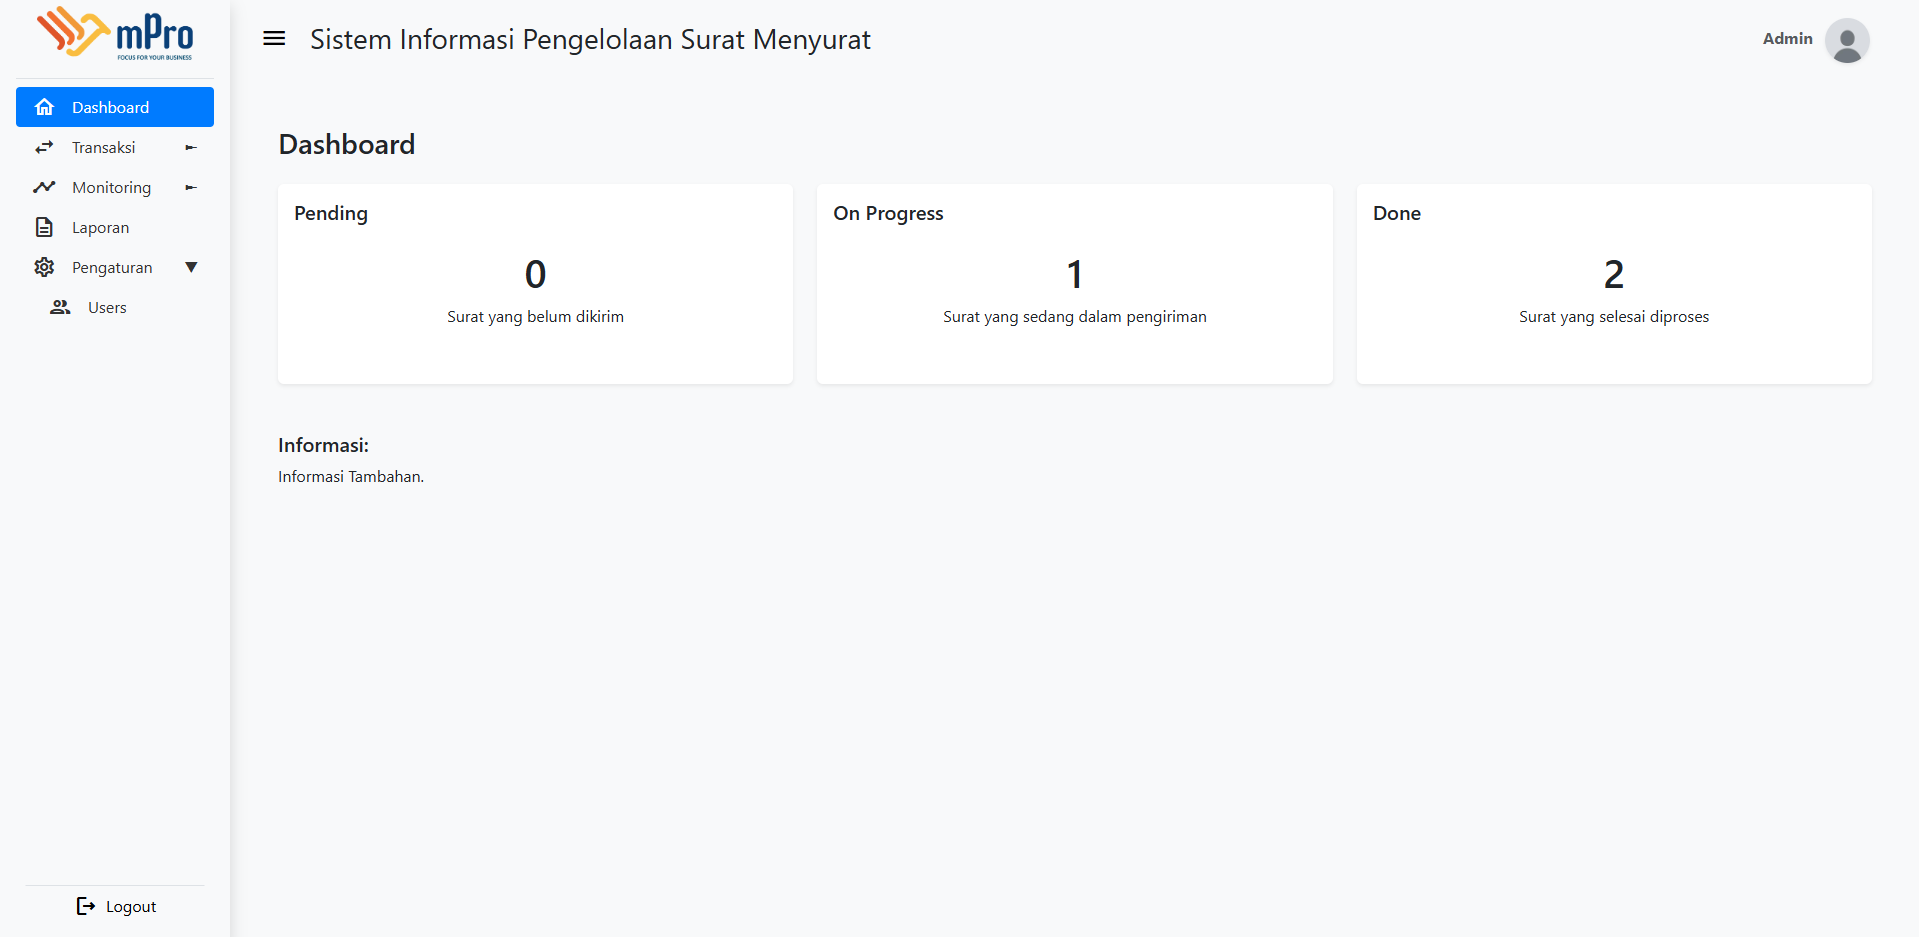 mPro
FOCUS FOR YOUR BUSINESS
Sistem Informasi Pengelolaan Surat Menyurat
Admin
Dashboard
Transaksi
Monitoring
Laporan
Pengaturan
Users
Logout
Dashboard
Pending
0
Surat yang belum dikirim
On Progress
1
Surat yang sedang dalam pengiriman
Done
2
Surat yang selesai diproses
Informasi:
Informasi Tambahan.